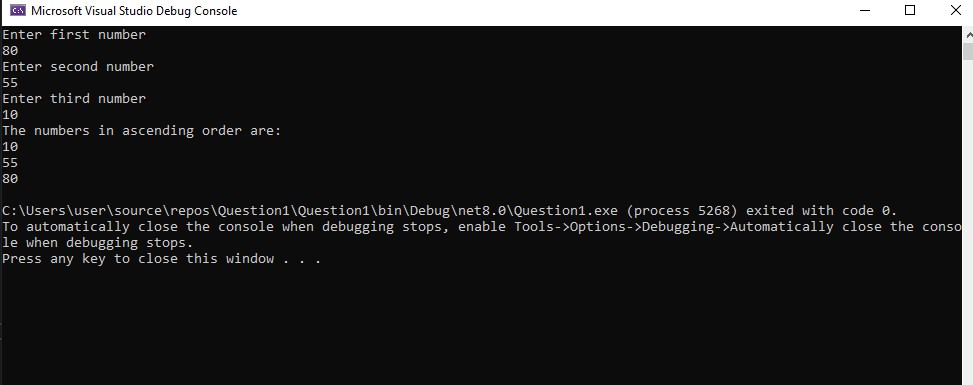 Microsoft Visual Studio Debug Console
Enter first number
80
Enter second number
55
Enter third number
10
The numbers in ascending order are:
10
55
80
C:\Users\user\source\repos\Question1\Question1\bin\Debug\net8.0\Question1.exe (process 5268) exited with code 0.
To automatically close the console when debugging stops, enable Tools->Options->Debugging->Automatically close the conso
le when debugging stops.
Press any key to close this window . . .